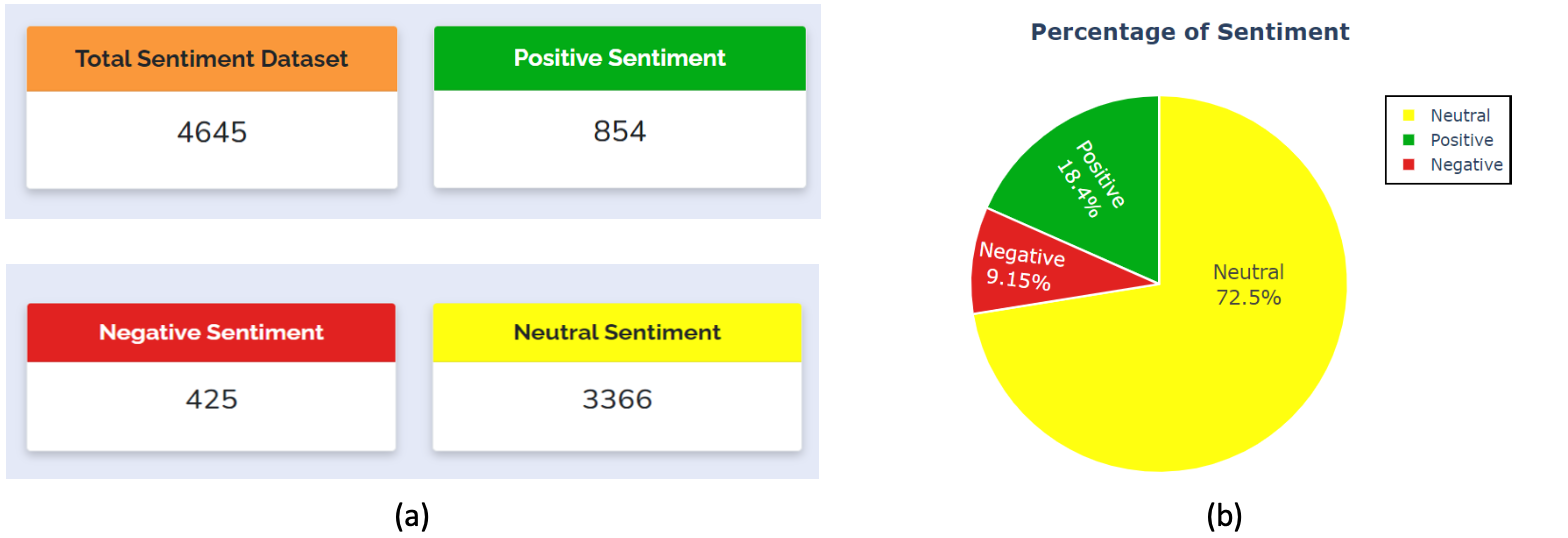 Total Sentiment Dataset
4645
Positive Sentiment
854
Negative Sentiment
425
Neutral Sentiment
3366
(a)
Percentage of Sentiment
Neutral
Positive
Negative
Positive
18.4%
Negative
9.15%
Neutral
72.5%
(b)